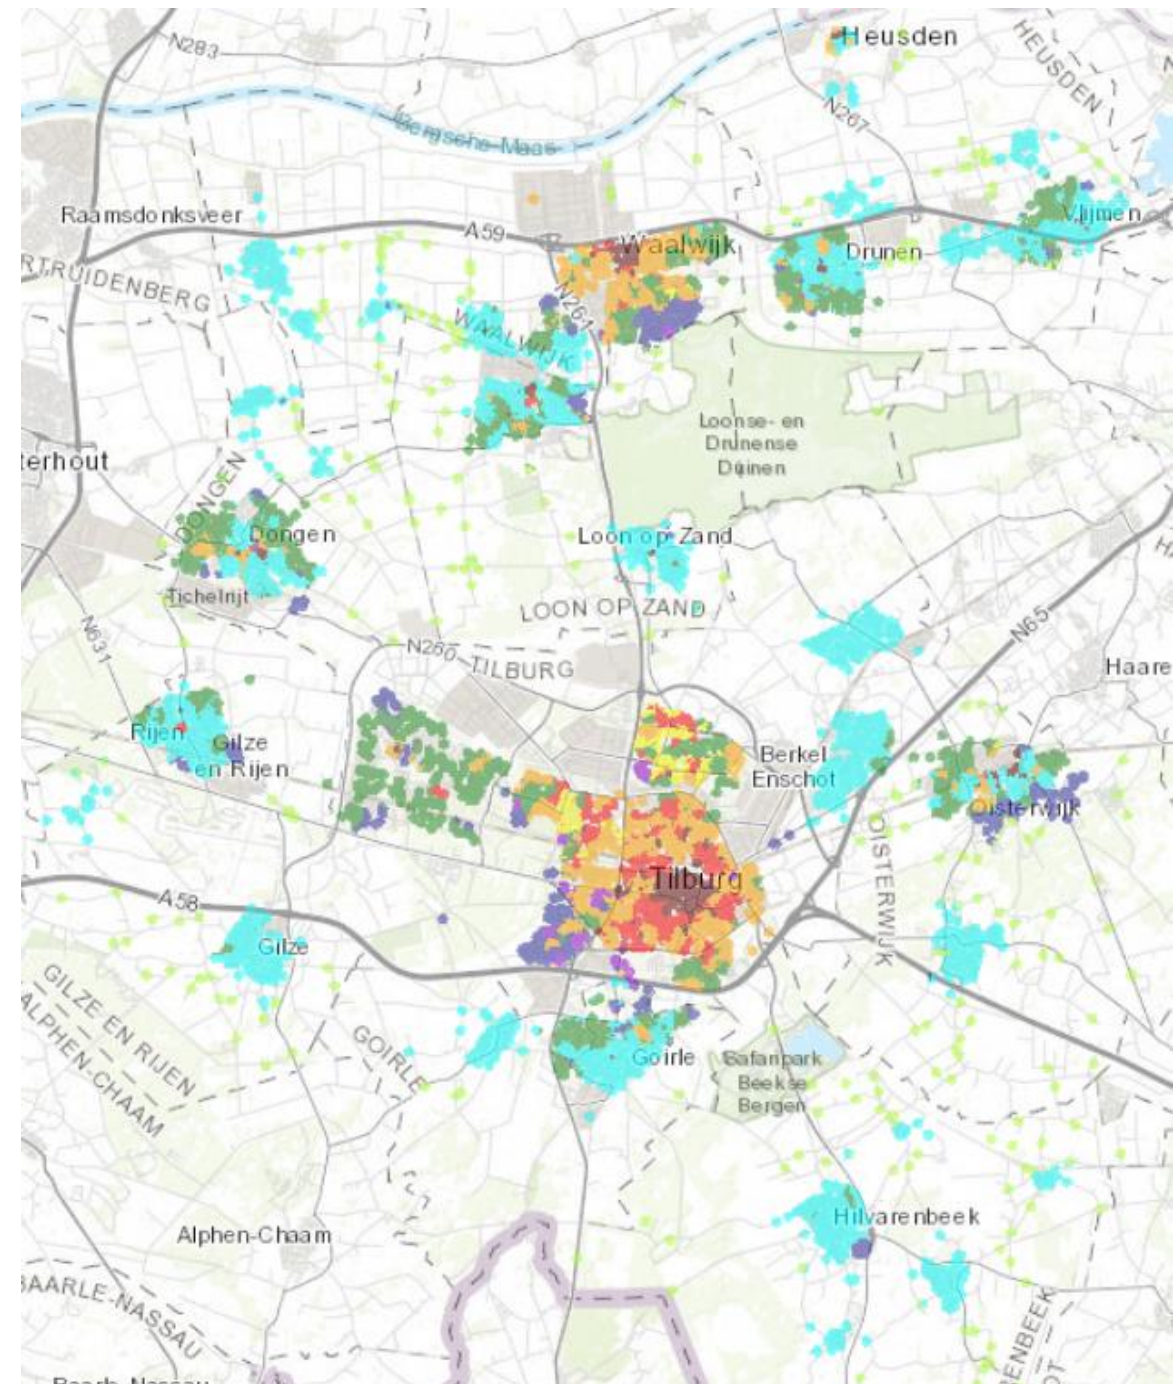 N283
Heusden
HEUSDEN
N267
Bergsche Maas
Raamsdonksveer
A59
Waalwijk
Vlijmen
Drunen
RTRUIDENBERG
N261
WAALWIJK
Loonse- en
Drunense
Duinen
terhout
DONGEN
Dongen
Loon op Zand
Tichelrijt
LOON OP ZAND
N65
N631
N260
TILBURG
Haare
Rijen
Gilze
en Rijen
Berkel
Enschot
Oisterwijk
OISTERWIJK
Tilburg
A58
Gilze
GILZE EN RIJEN
ALPHEN-CHAAM
GOIRLE
Goirle
Safaripark
Beekse
Bergen
Hilvarenbeek
Alphen-Chaam
BAARLE-NASSAU
RENBEEK